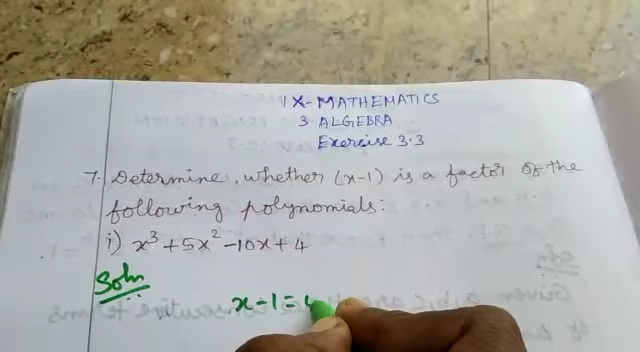 IX-MATHEMATICS
3. ALGEBRA
Exercise 3.3
7. Determine, whether (x-1) is a factor of the
following polynomials:
i) x³ + 5x² - 10x + 4
Soln
x - 1 =